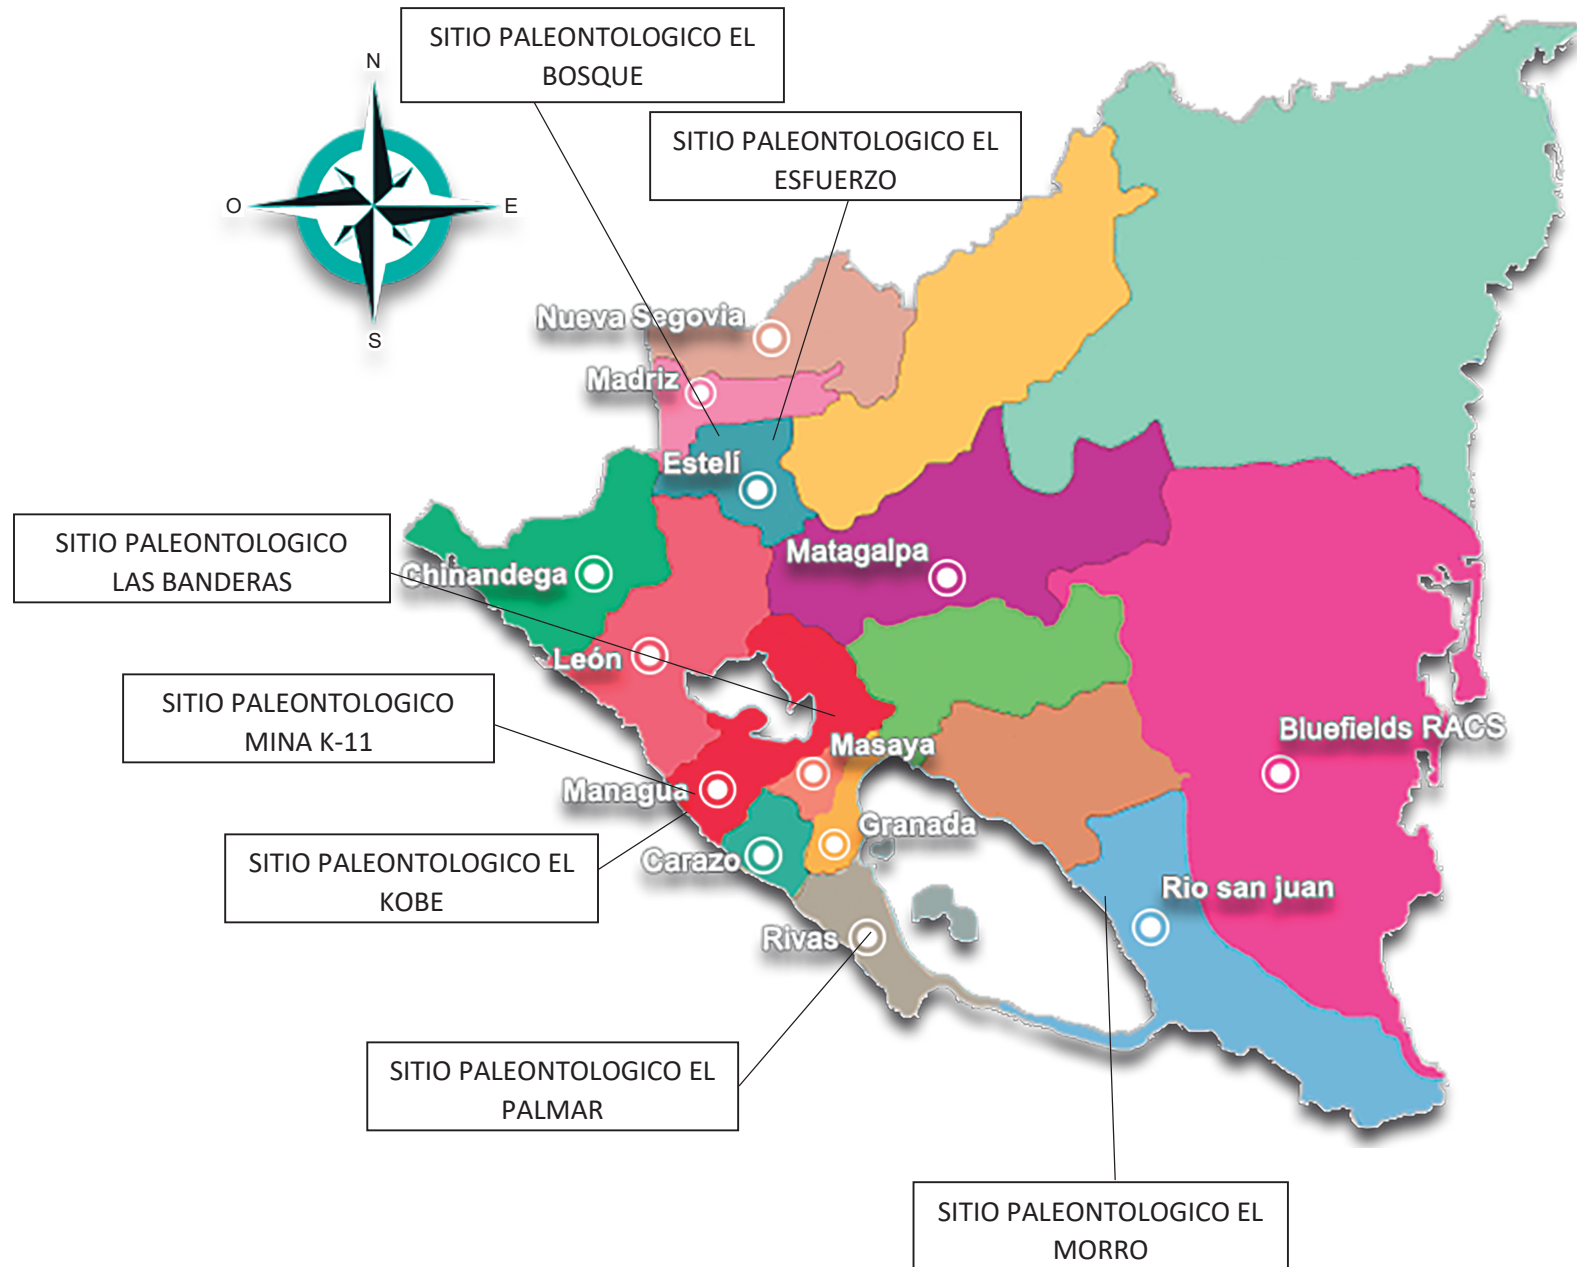 SITIO PALEONTOLOGICO EL
BOSQUE
N
SITIO PALEONTOLOGICO EL
ESFUERZO
O
E
S
Nueva Segovia
Madriz
Estelí
SITIO PALEONTOLOGICO
LAS BANDERAS
Chinandega
Matagalpa
León
SITIO PALEONTOLOGICO
MINA K-11
Bluefields RACS
Masaya
Managua
Granada
SITIO PALEONTOLOGICO EL
KOBE
Carazo
Rio san juan
Rivas
SITIO PALEONTOLOGICO EL
PALMAR
SITIO PALEONTOLOGICO EL
MORRO